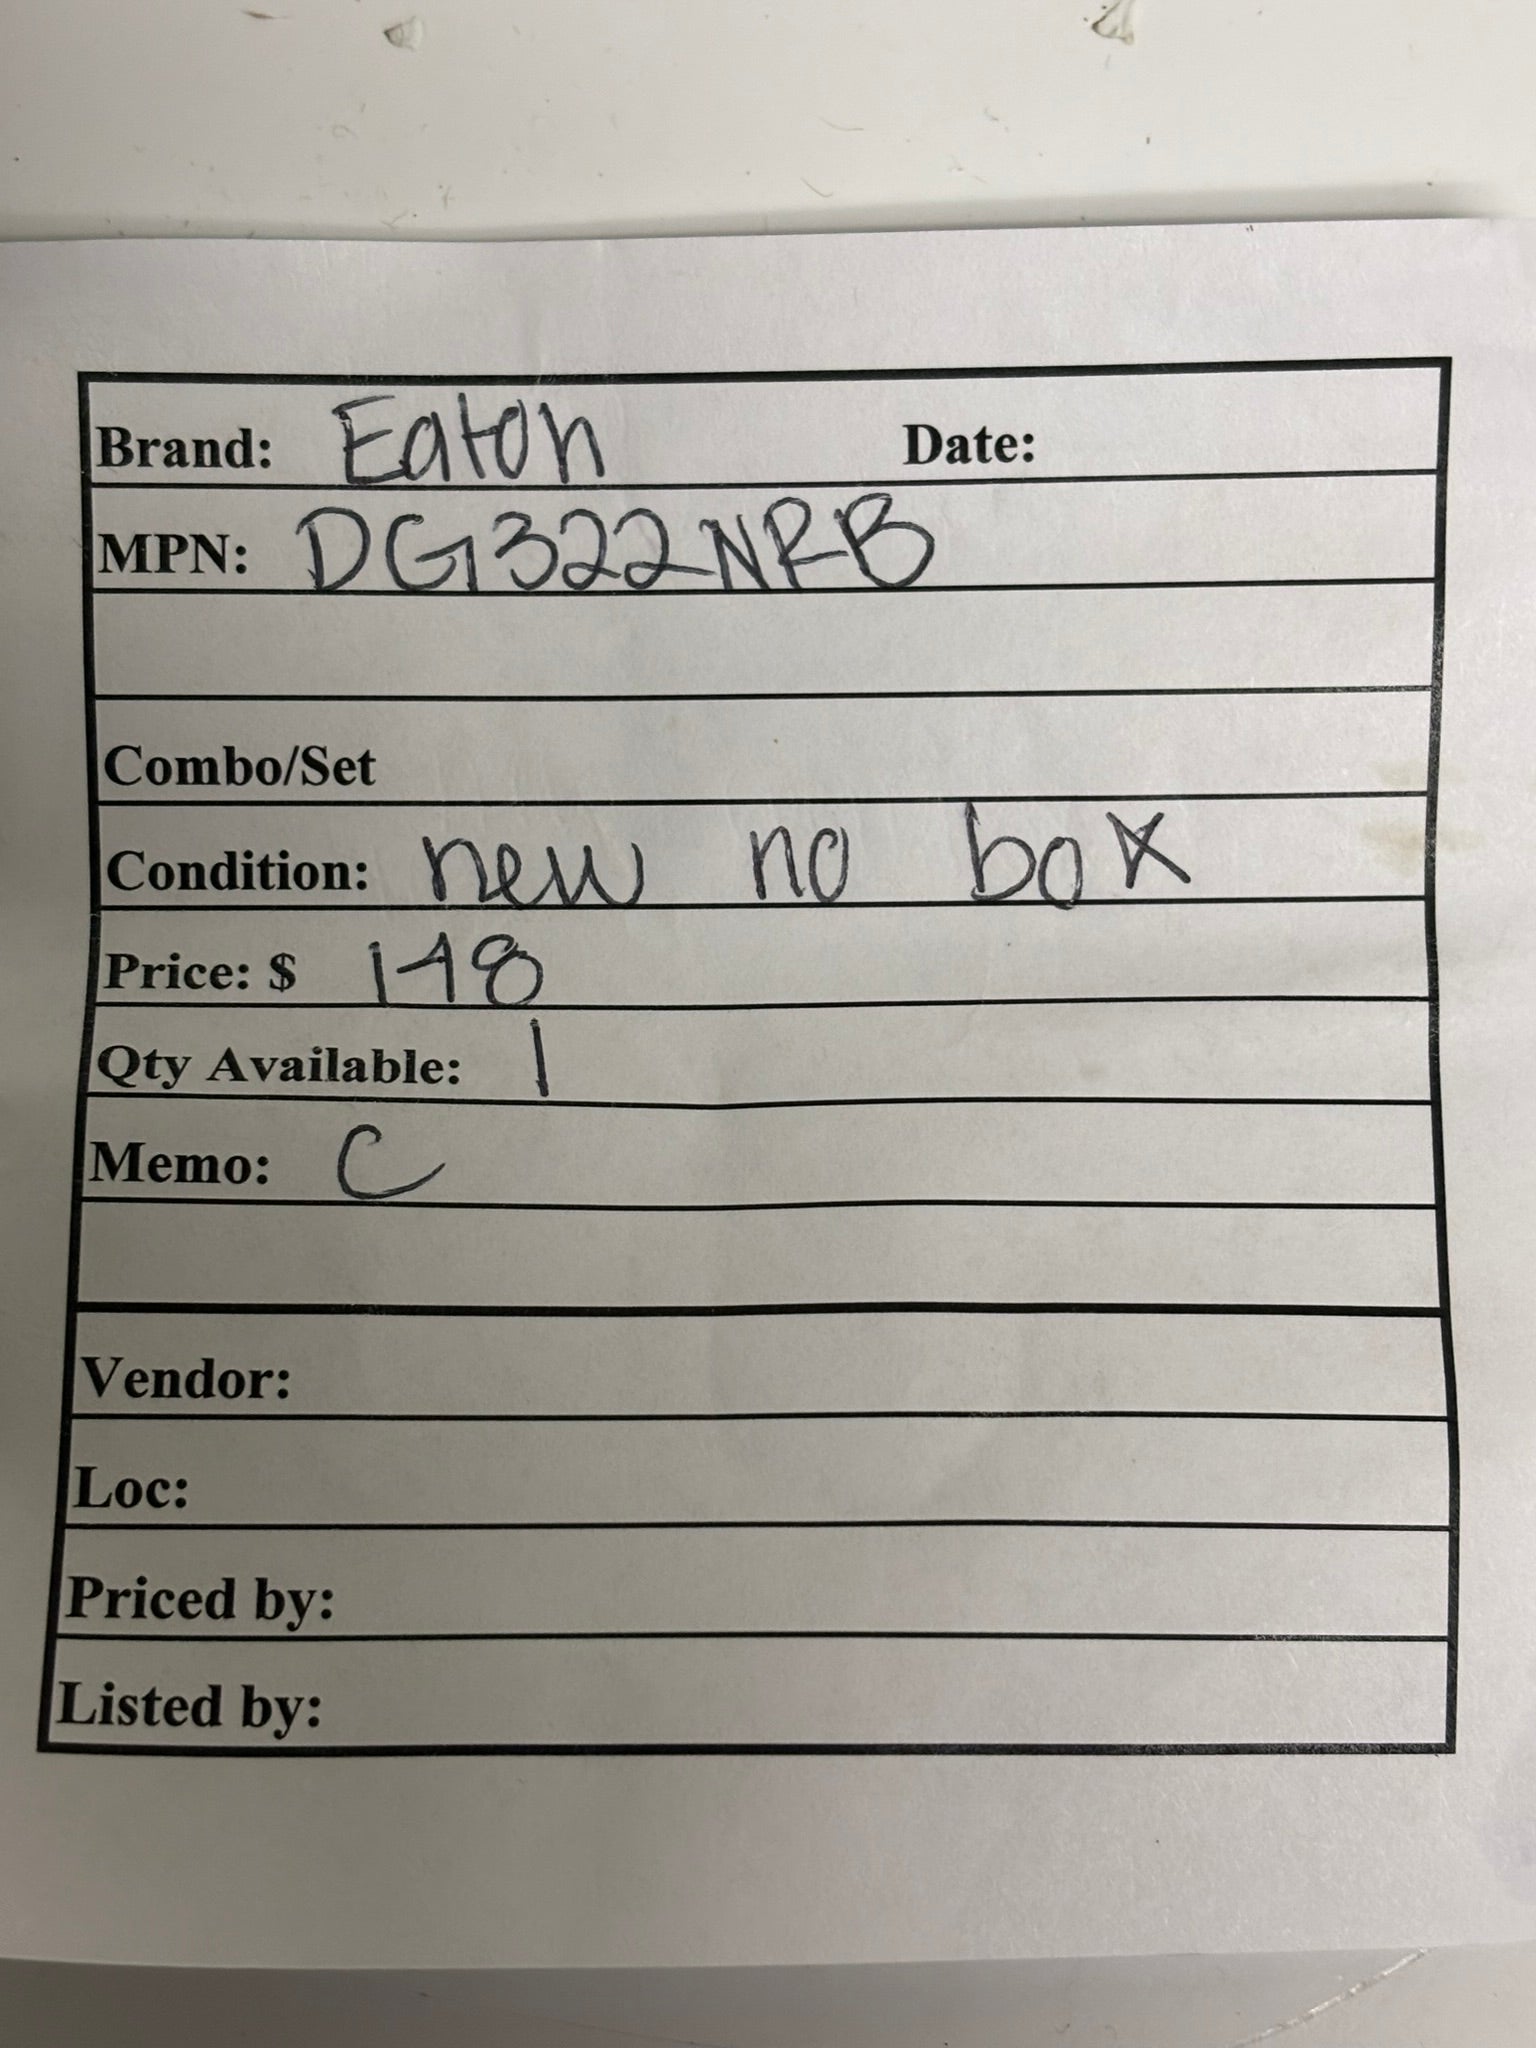 Brand: Eaton Date:
MPN: DG322NRB
Combo/Set
Condition: new no box
Price: $ 148
Qty Available: 1
Memo: C
Vendor:
Loc:
Priced by:
Listed by: